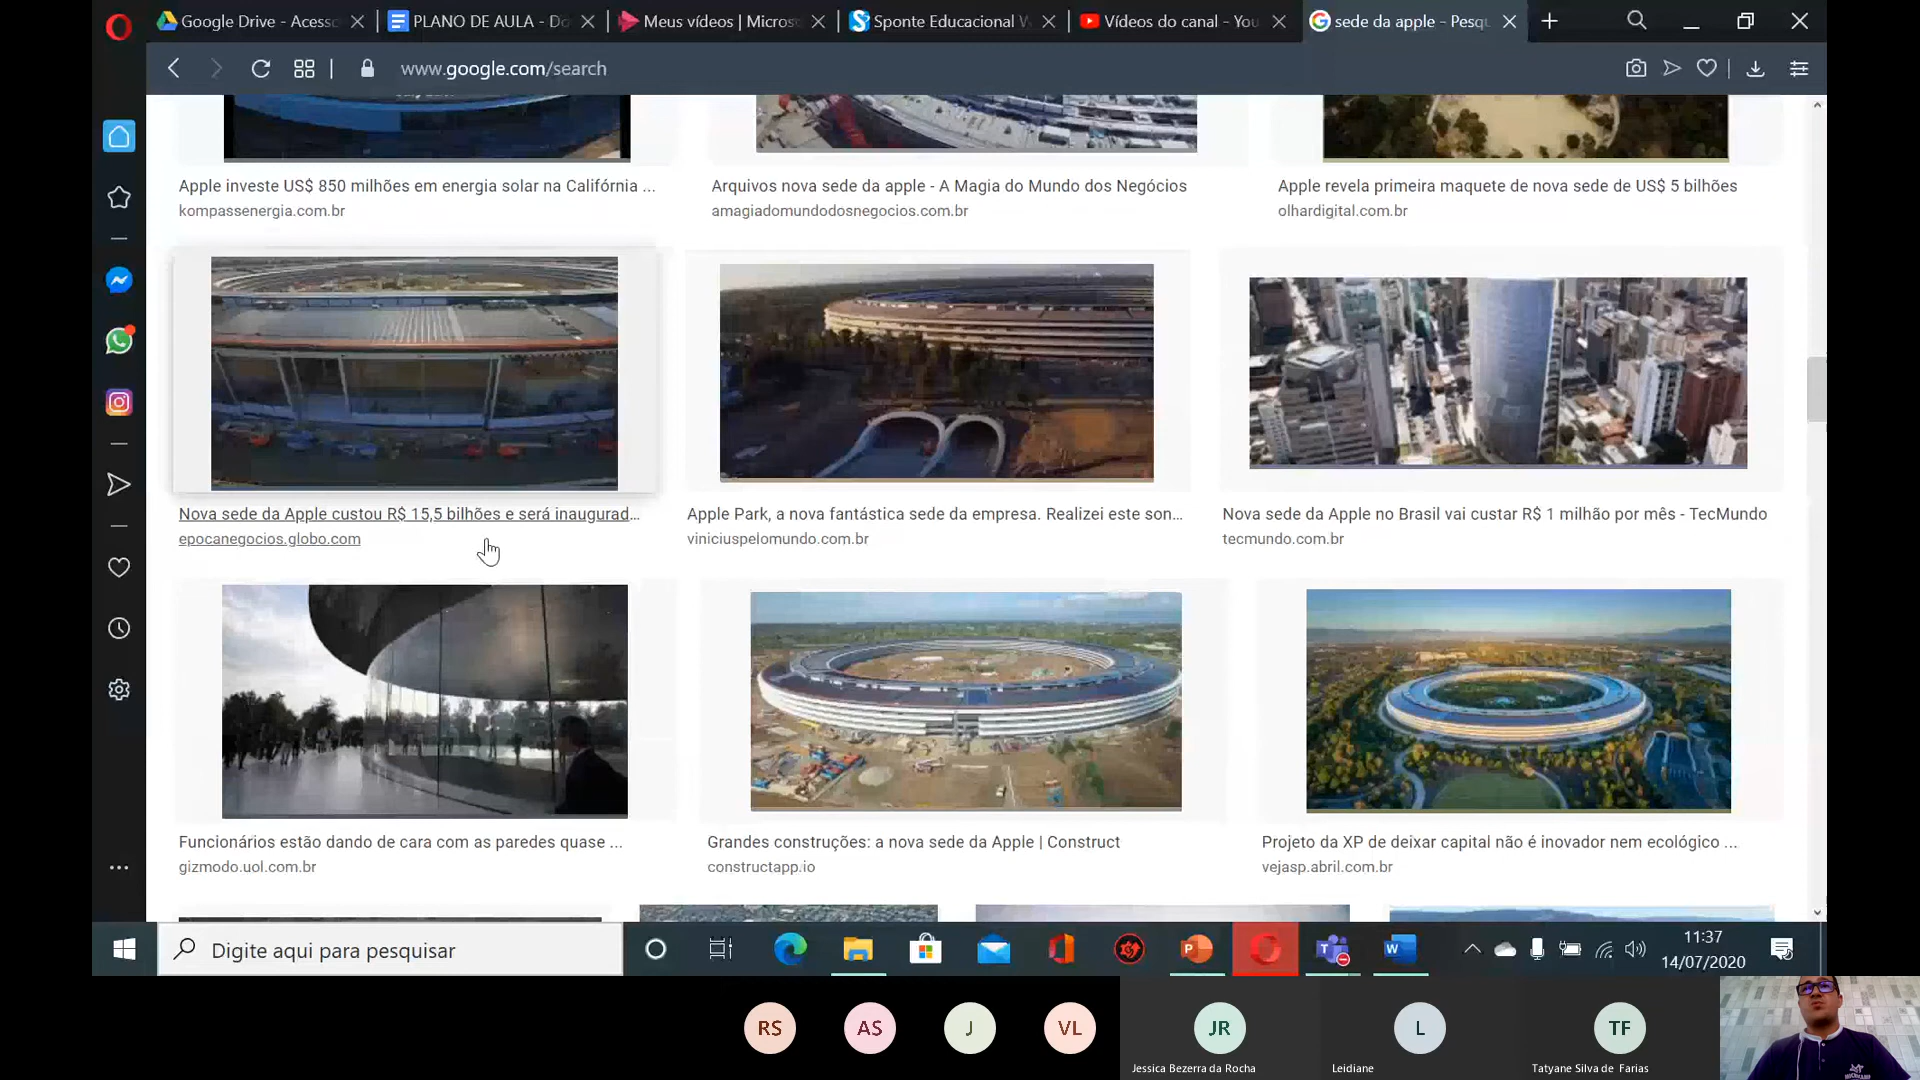 Google Drive - Acesso
PLANO DE AULA - Do
Meus vídeos | Micros
Sponte Educacional W
Vídeos do canal - You
sede da apple - Pesqu
www.google.com/search
Apple investe US$ 850 milhões em energia solar na Califórnia ...
kompassenergia.com.br
Arquivos nova sede da apple - A Magia do Mundo dos Negócios
amagiadomundodosnegocios.com.br
Apple revela primeira maquete de nova sede de US$ 5 bilhões
olhardigital.com.br
Nova sede da Apple custou R$ 15,5 bilhões e será inaugurad...
epocanegocios.globo.com
Apple Park, a nova fantástica sede da empresa. Realizei este son...
viniciuspelomundo.com.br
Nova sede da Apple no Brasil vai custar R$ 1 milhão por mês - TecMundo
tecmundo.com.br
Funcionários estão dando de cara com as paredes quase ...
gizmodo.uol.com.br
Grandes construções: a nova sede da Apple | Construct
constructapp.io
Projeto da XP de deixar capital não é inovador nem ecológico ...
vejasp.abril.com.br
Digite aqui para pesquisar
11:37
14/07/2020
RS
AS
J
VL
JR
L
TF
Jessica Bezerra da Rocha
Leidiane
Tatyane Silva de Farias